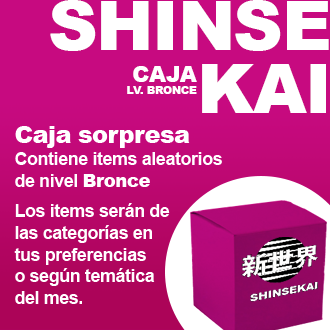 SHINSE
KAI
CAJA
LV. BRONCE
Caja sorpresa
Contiene items aleatorios
de nivel Bronce
Los items serán de
las categorías en
tus preferencias
o según temática
del mes.
新世界
SHINSEKAI